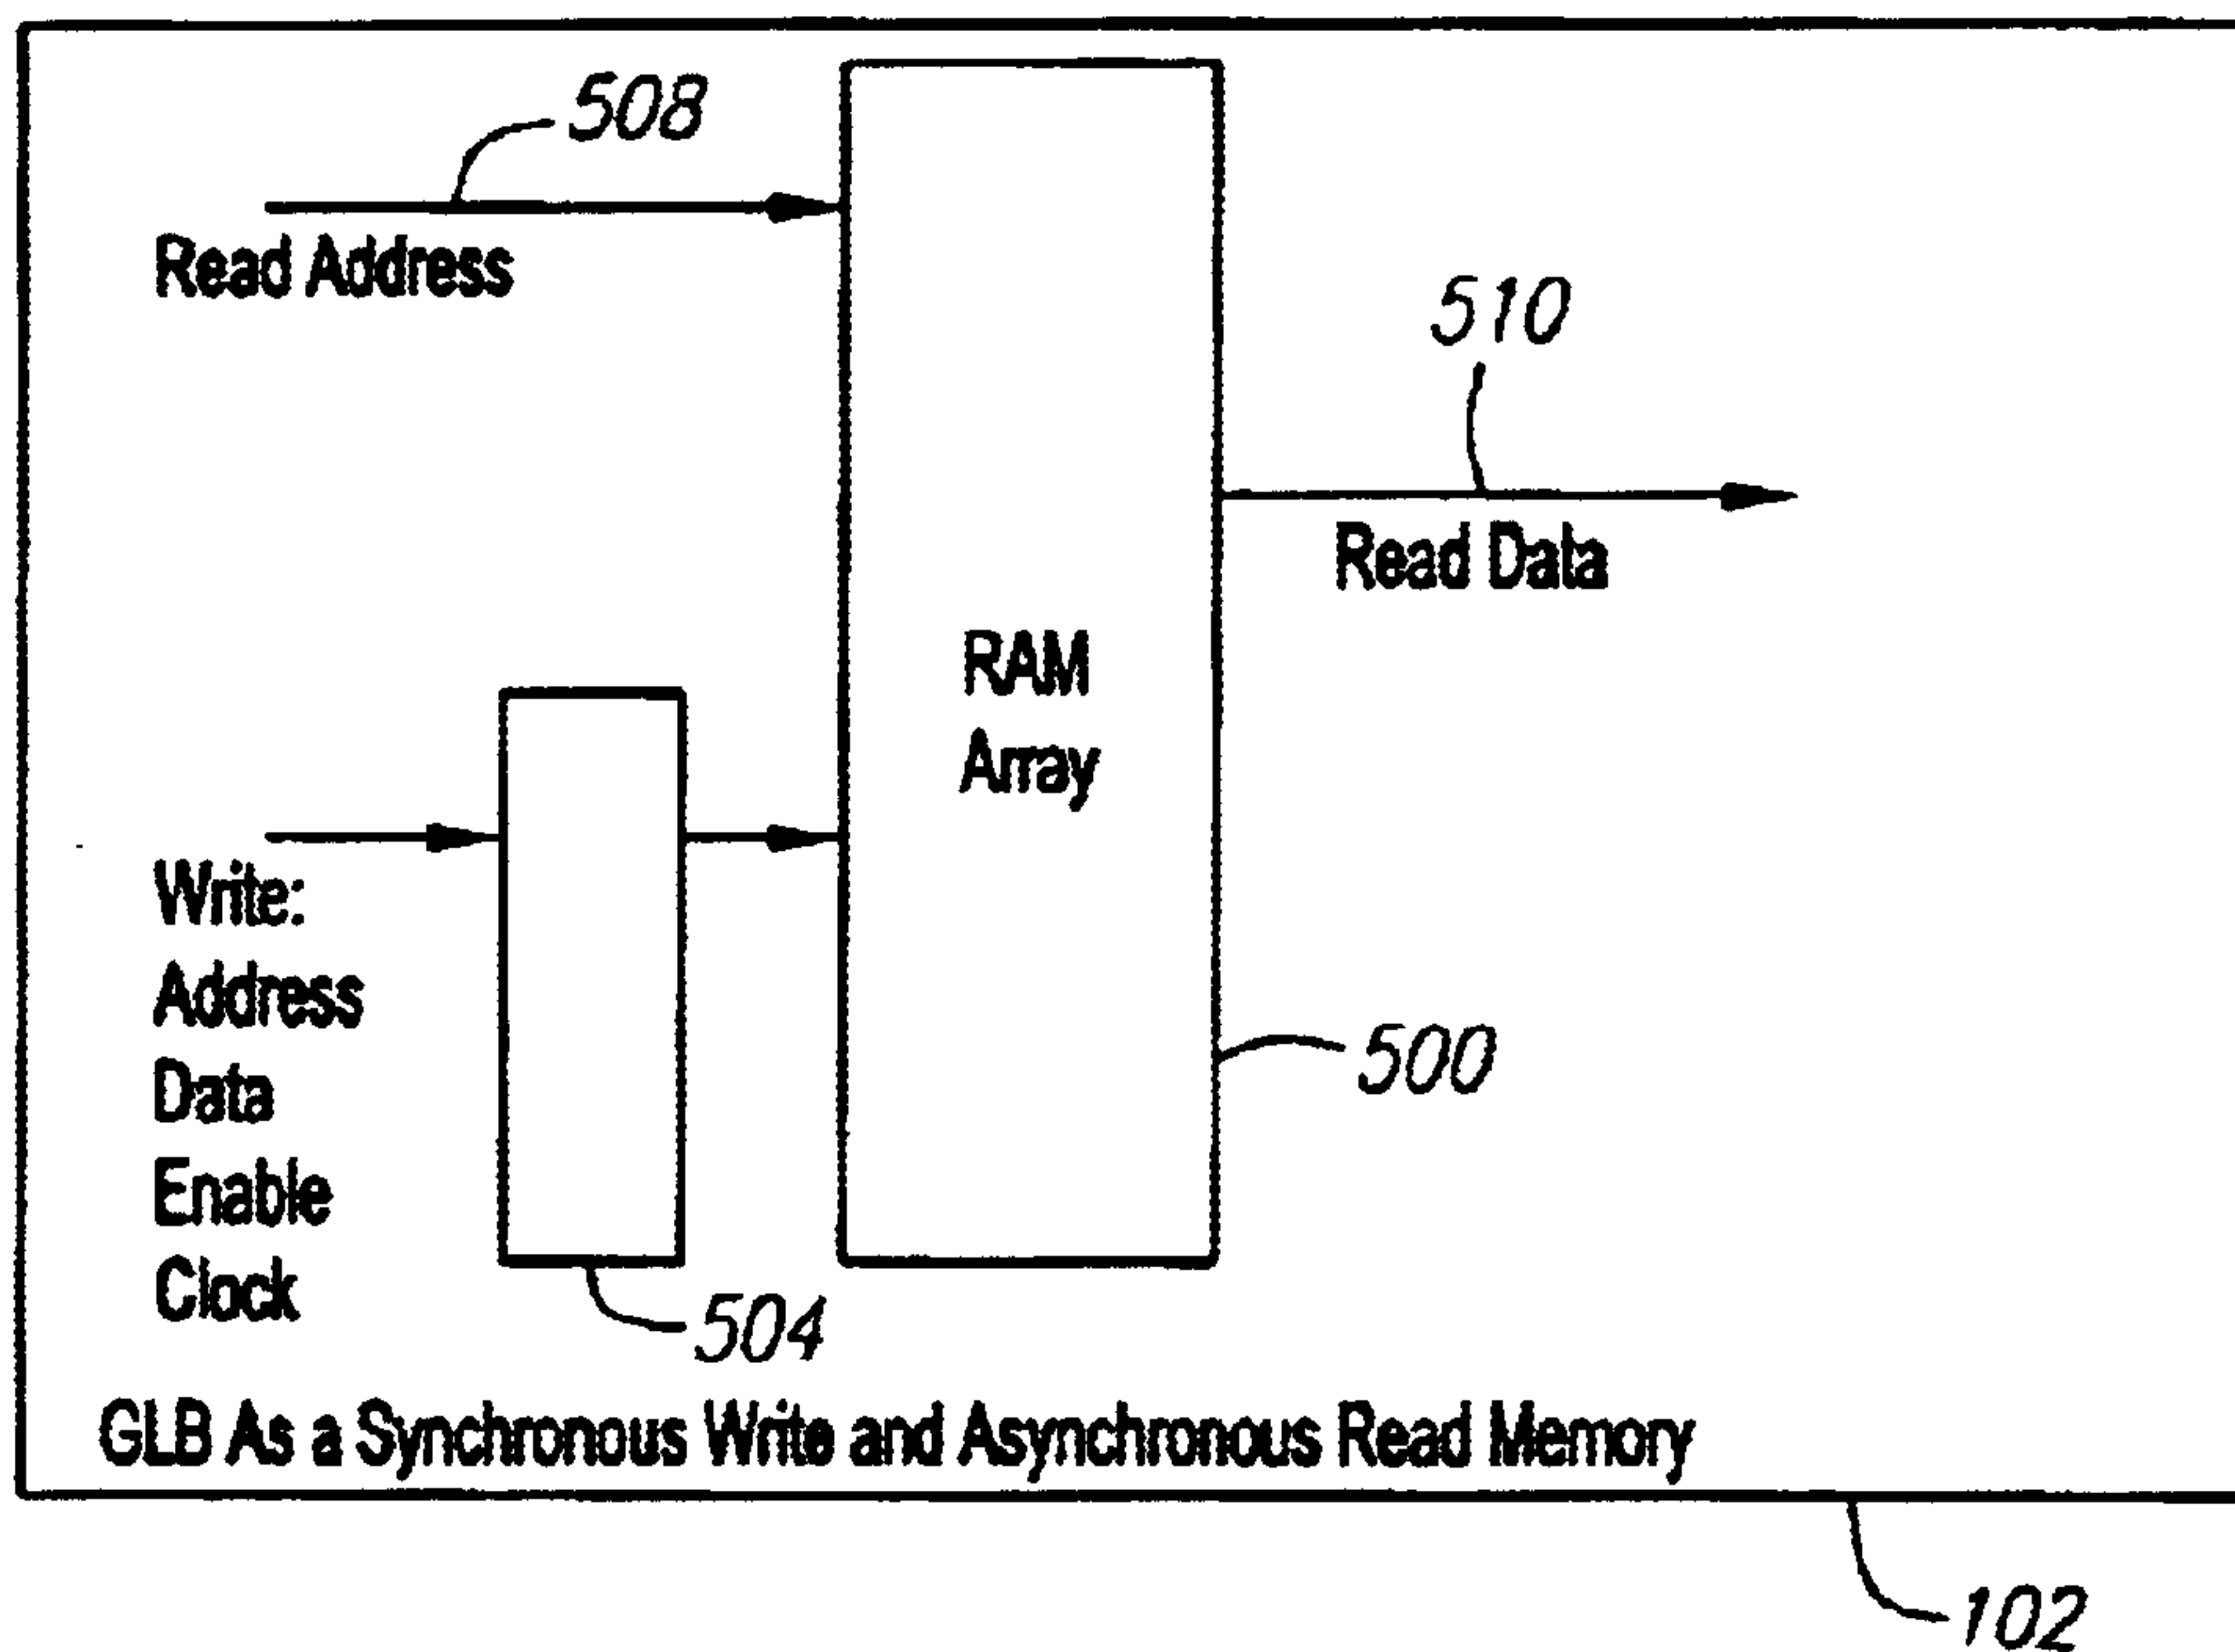 508
Read Address
510
Read Data
RAM
Array
Write:
Address
Data
Enable
Clock
500
504
GLB As a Synchronous Write and Asynchronous Read Memory
102